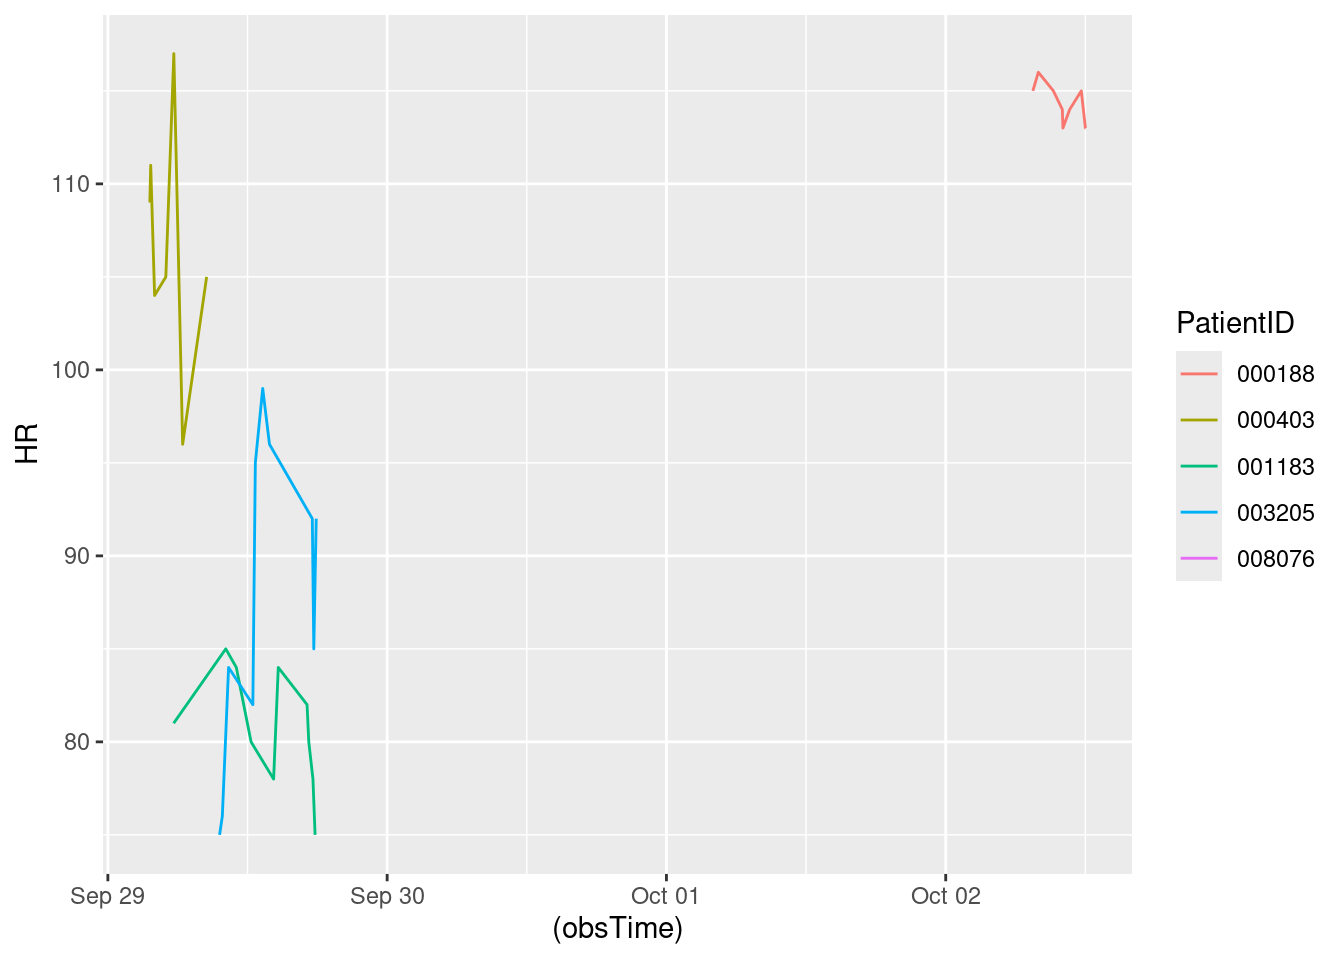 110
100
90
80
HR
Sep 29
Sep 30
Oct 01
Oct 02
(obsTime)
PatientID
000188
000403
001183
003205
008076